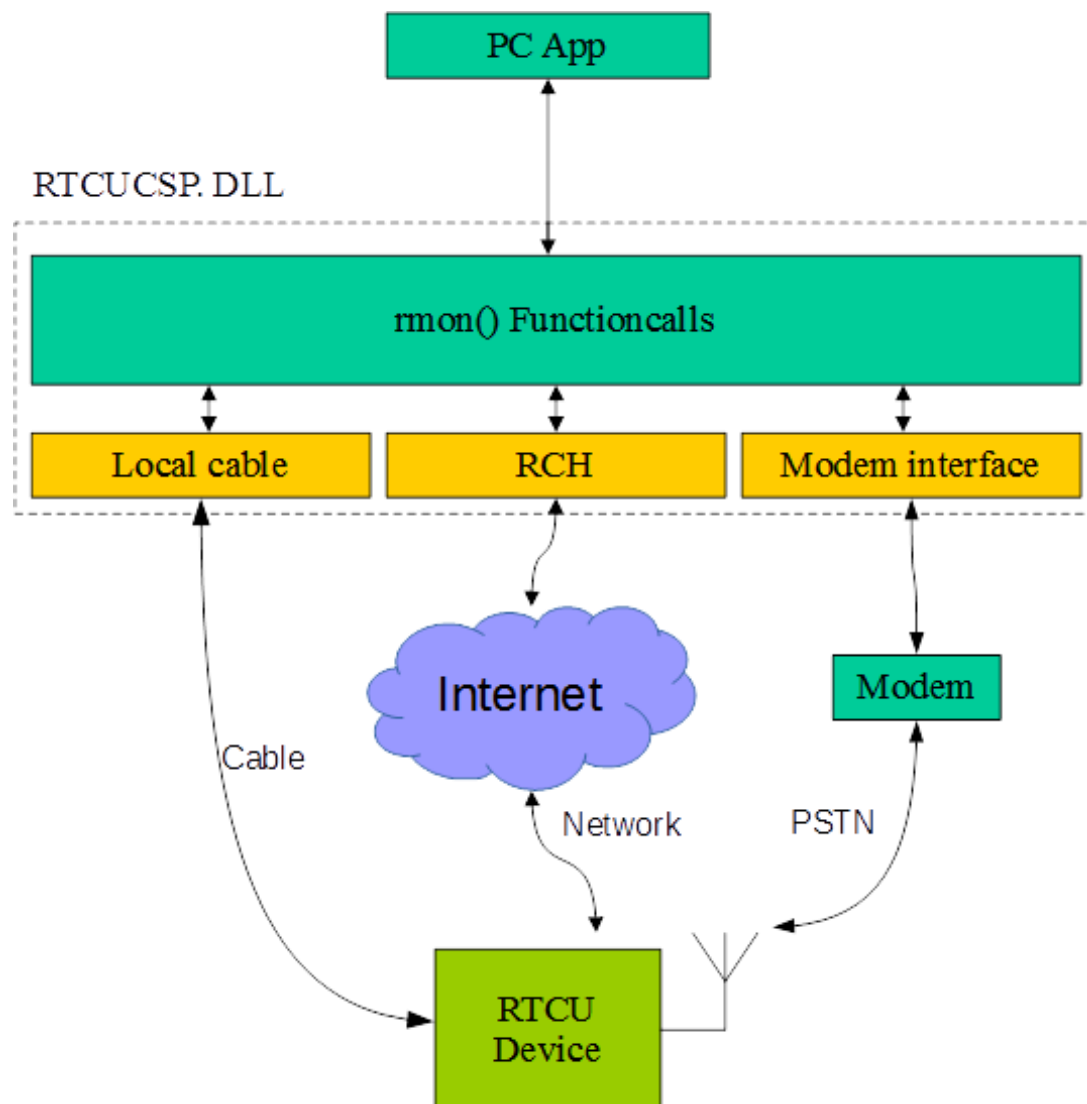 PC App
RTCUCSP. DLL
rmon() Functioncalls
Local cable
RCH
Modem interface
Internet
Modem
Cable
Network
PSTN
RTCU
Device